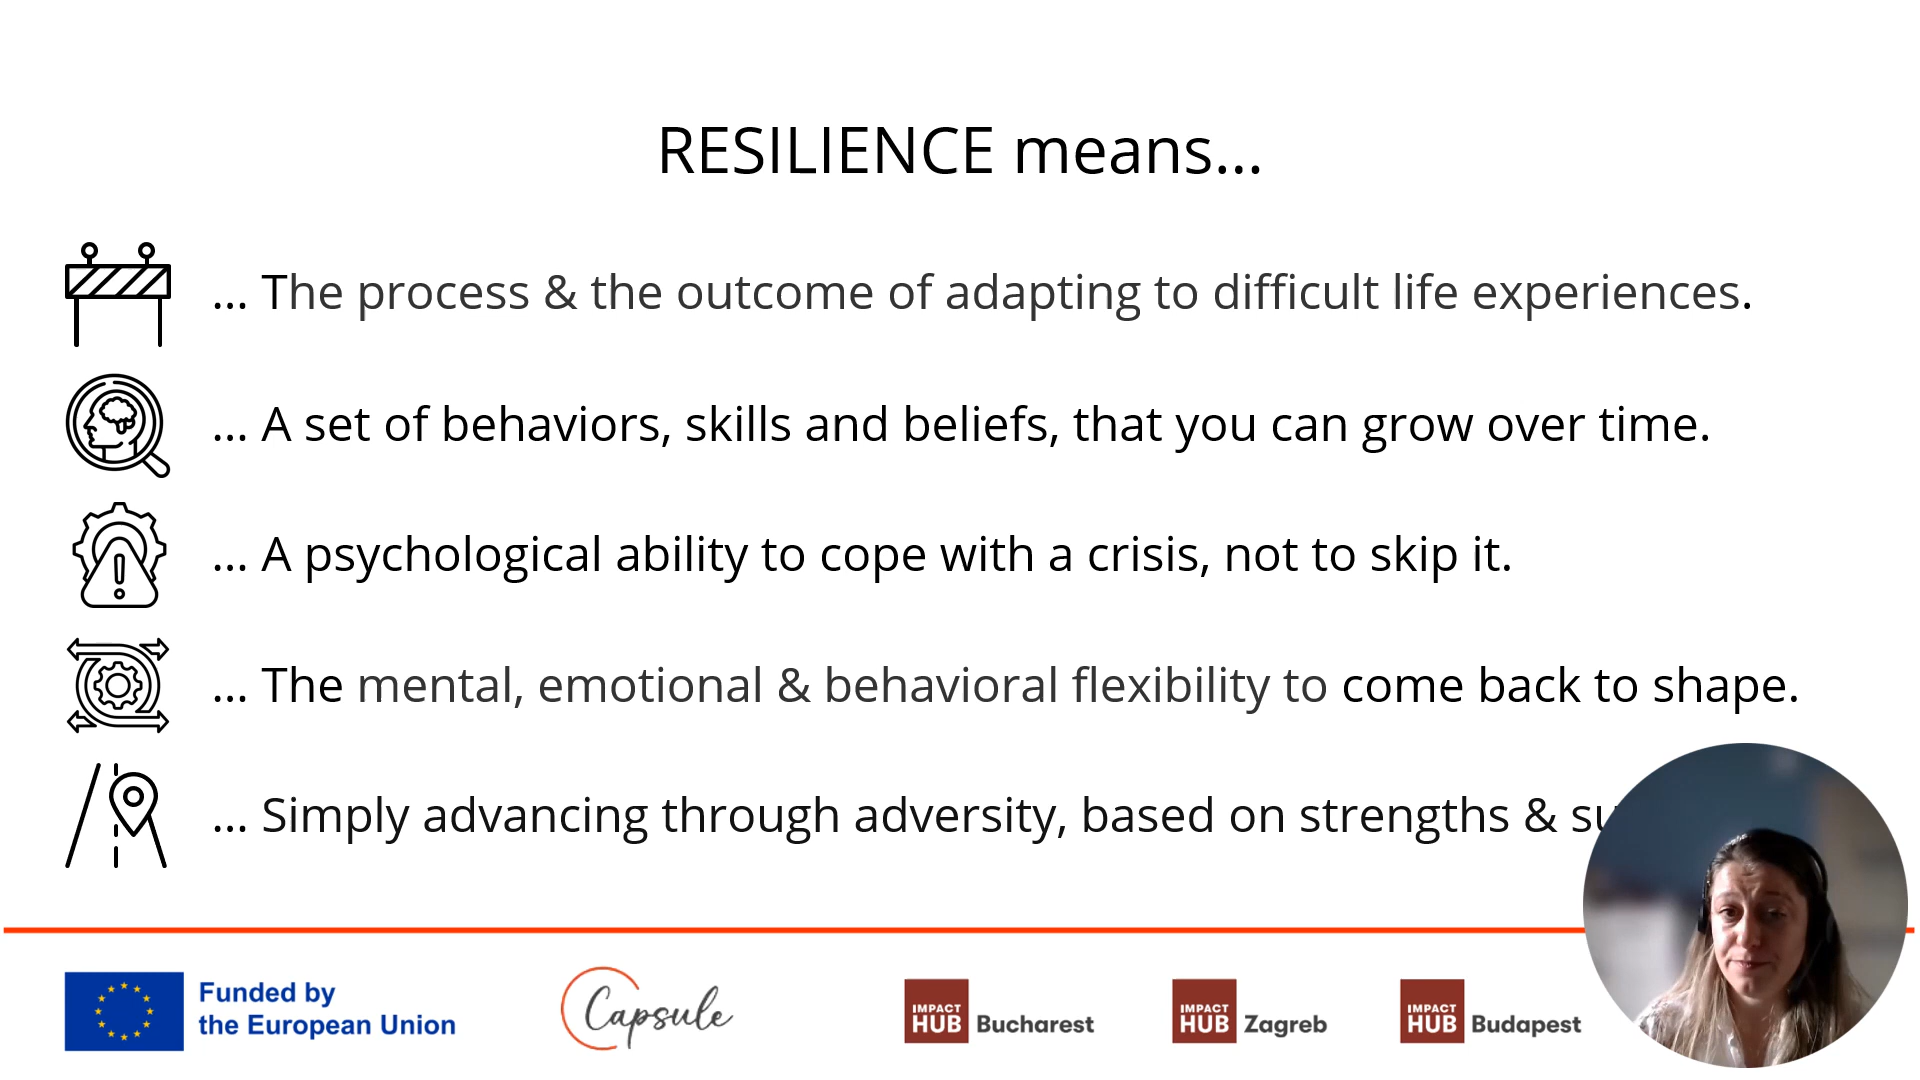 RESILIENCE means...
... The process & the outcome of adapting to difficult life experiences.
... A set of behaviors, skills and beliefs, that you can grow over time.
... A psychological ability to cope with a crisis, not to skip it.
... The mental, emotional & behavioral flexibility to come back to shape.
... Simply advancing through adversity, based on strengths &
Funded by
the European Union
Capsule
IMPACT
HUB Bucharest
IMPACT
HUB Zagreb
IMPACT
HUB Budapest